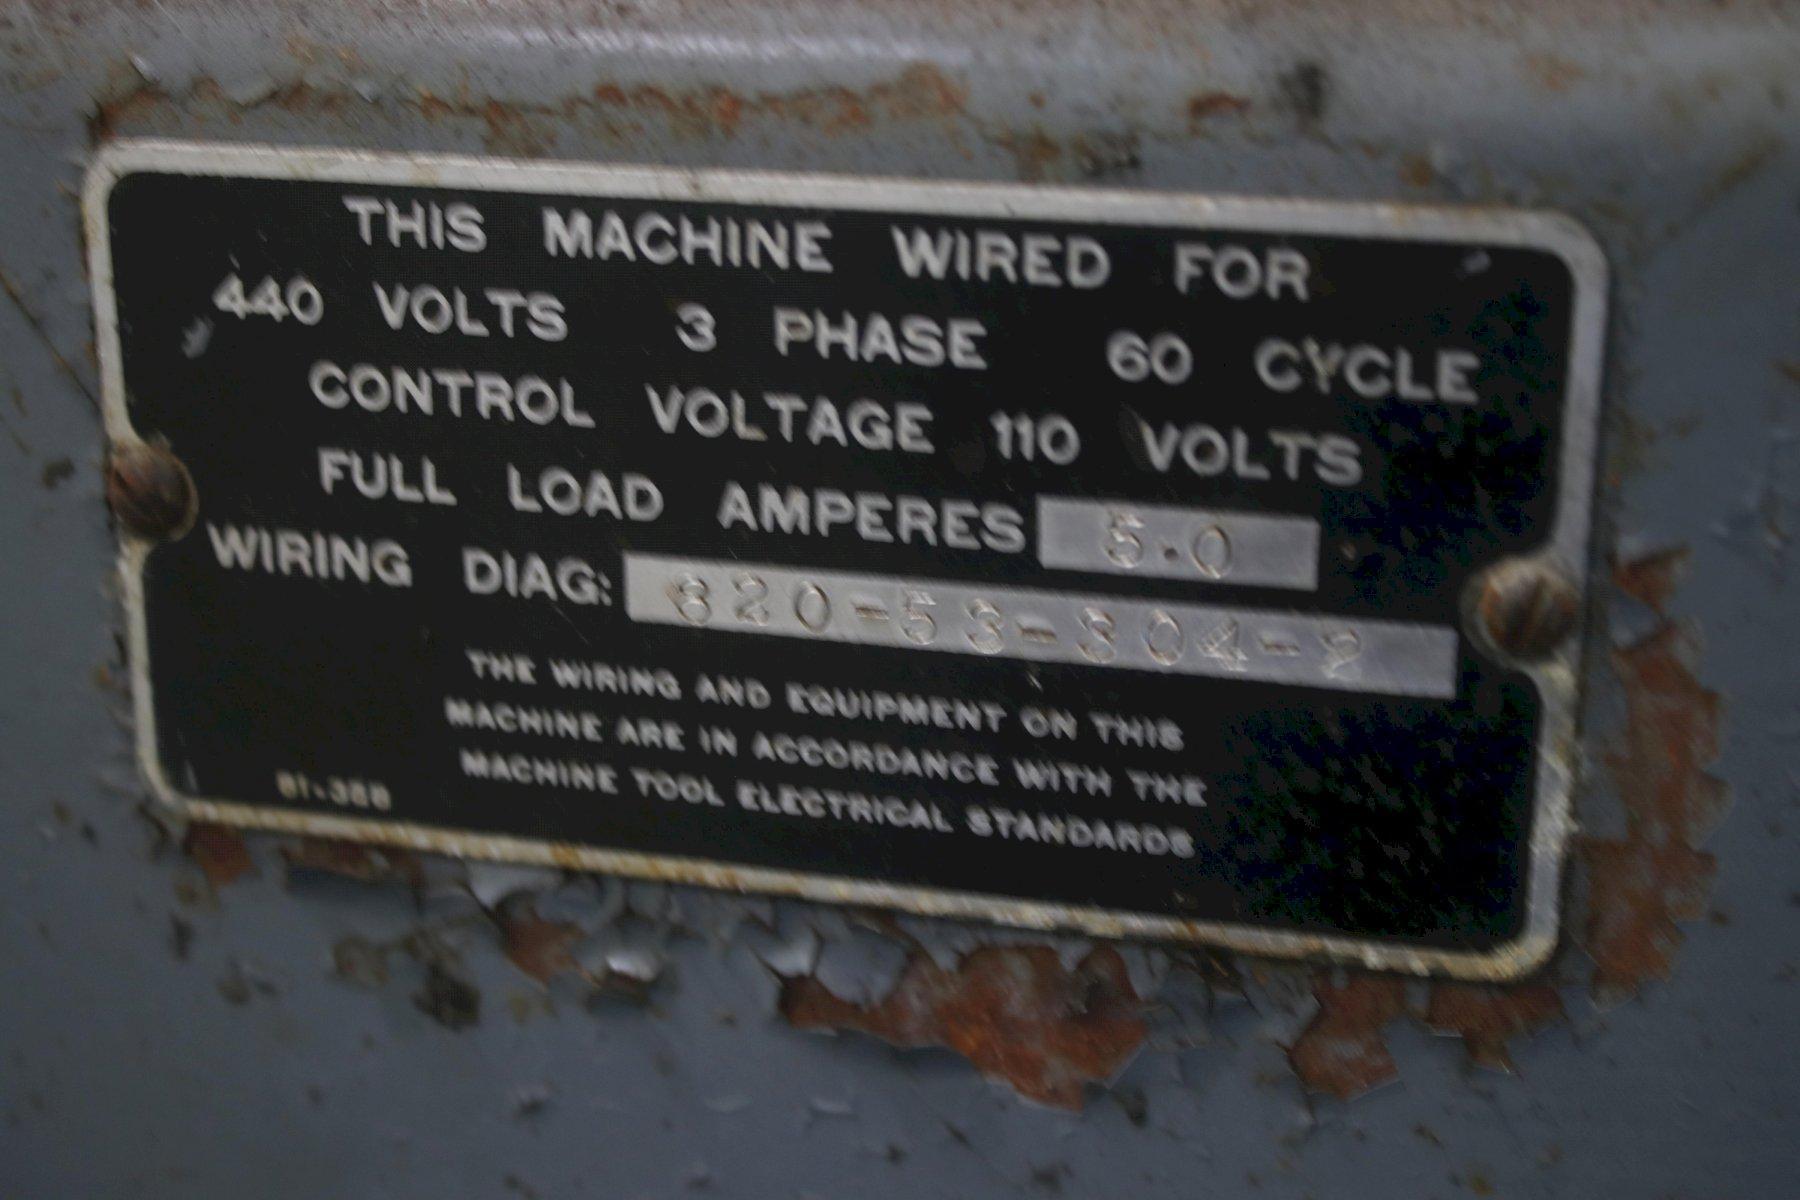 THIS MACHINE WIRED FOR
440 VOLTS 3 PHASE 60 CYCLE
CONTROL VOLTAGE 110 VOLTS
FULL LOAD AMPERES 5.0
WIRING DIAG: 820-53-304-2
THE WIRING AND EQUIPMENT ON THIS
MACHINE ARE IN ACCORDANCE WITH THE
MACHINE TOOL ELECTRICAL STANDARDS